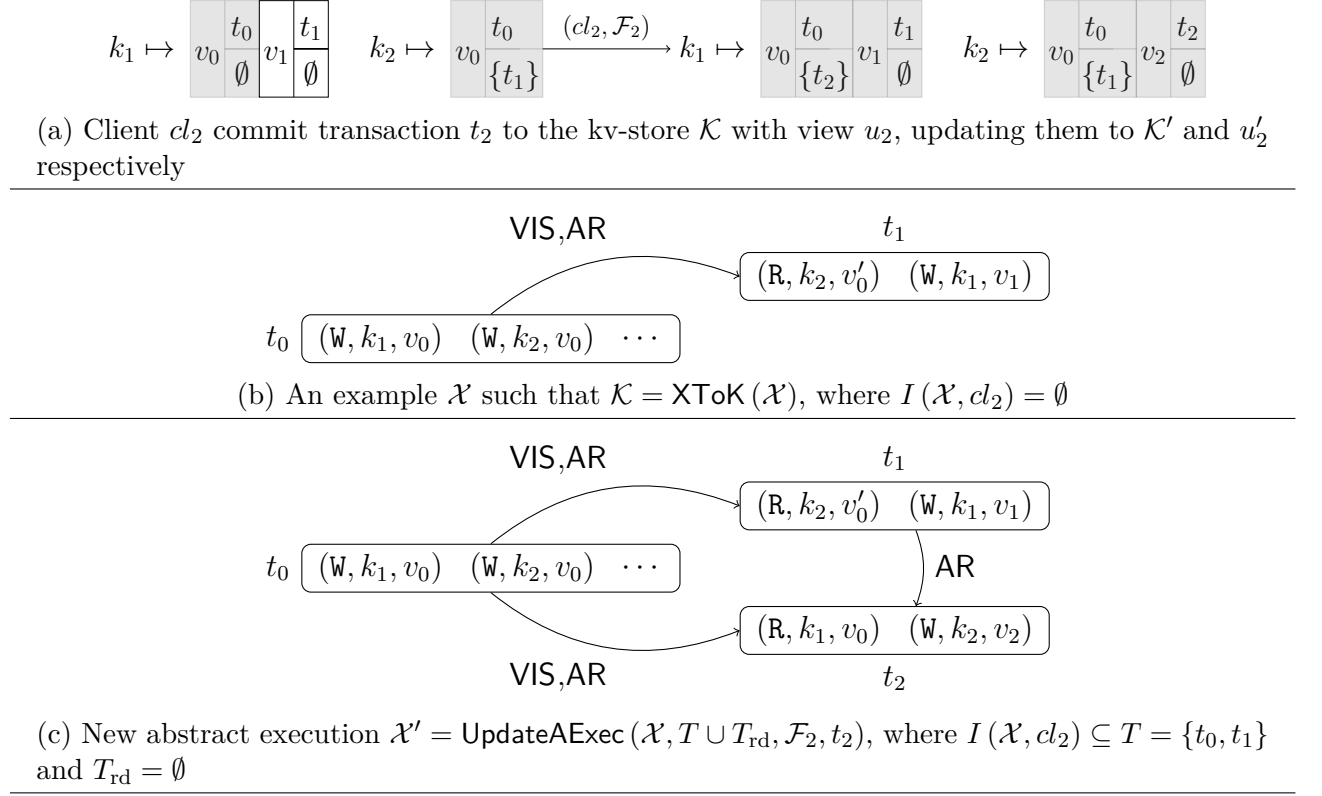 k₁ ↦ v₀ t₀ ∅ v₁ t₁ ∅ k₂ ↦ v₀ t₀ {t₁} (cl₂, ℱ₂) k₁ ↦ v₀ t₀ {t₂} v₁ t₁ ∅ k₂ ↦ v₀ t₀ {t₁} v₂ t₂ ∅
(a) Client cl₂ commit transaction t₂ to the kv-store 𝒦 with view u₂, updating them to 𝒦′ and u′₂
respectively
VIS,AR
t₁
(R, k₂, v′₀) (W, k₁, v₁)
t₀ (W, k₁, v₀) (W, k₂, v₀) ⋯
(b) An example 𝒳 such that 𝒦 = XToK (𝒳), where I (𝒳, cl₂) = ∅
VIS,AR
t₁
(R, k₂, v′₀) (W, k₁, v₁)
t₀ (W, k₁, v₀) (W, k₂, v₀) ⋯
AR
(R, k₁, v₀) (W, k₂, v₂)
VIS,AR
t₂
(c) New abstract execution 𝒳′ = UpdateAExec (𝒳, T ∪ T_rd, ℱ₂, t₂), where I (𝒳, cl₂) ⊆ T = {t₀, t₁}
and T_rd = ∅